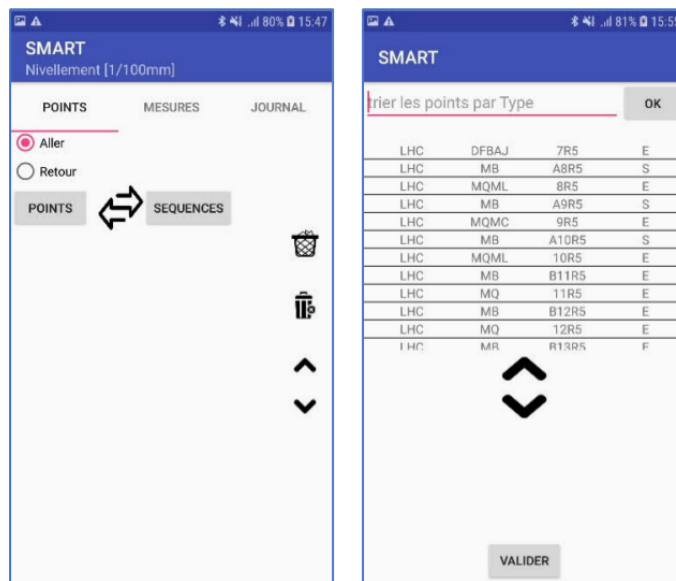 80% 15:47
SMART
Nivellement [1/100mm]
POINTS MESURES JOURNAL
Aller
Retour
POINTS SEQUENCES
81% 15:55
SMART
trier les points par Type OK
LHC DFBAJ 7R5 E
LHC MB A8R5 S
LHC MQML 8R5 E
LHC MB A9R5 S
LHC MQMC 9R5 E
LHC MB A10R5 S
LHC MQML 10R5 E
LHC MB B11R5 E
LHC MQ 11R5 E
LHC MB B12R5 E
LHC MQ 12R5 E
LHC MB B13R5 E
VALIDER